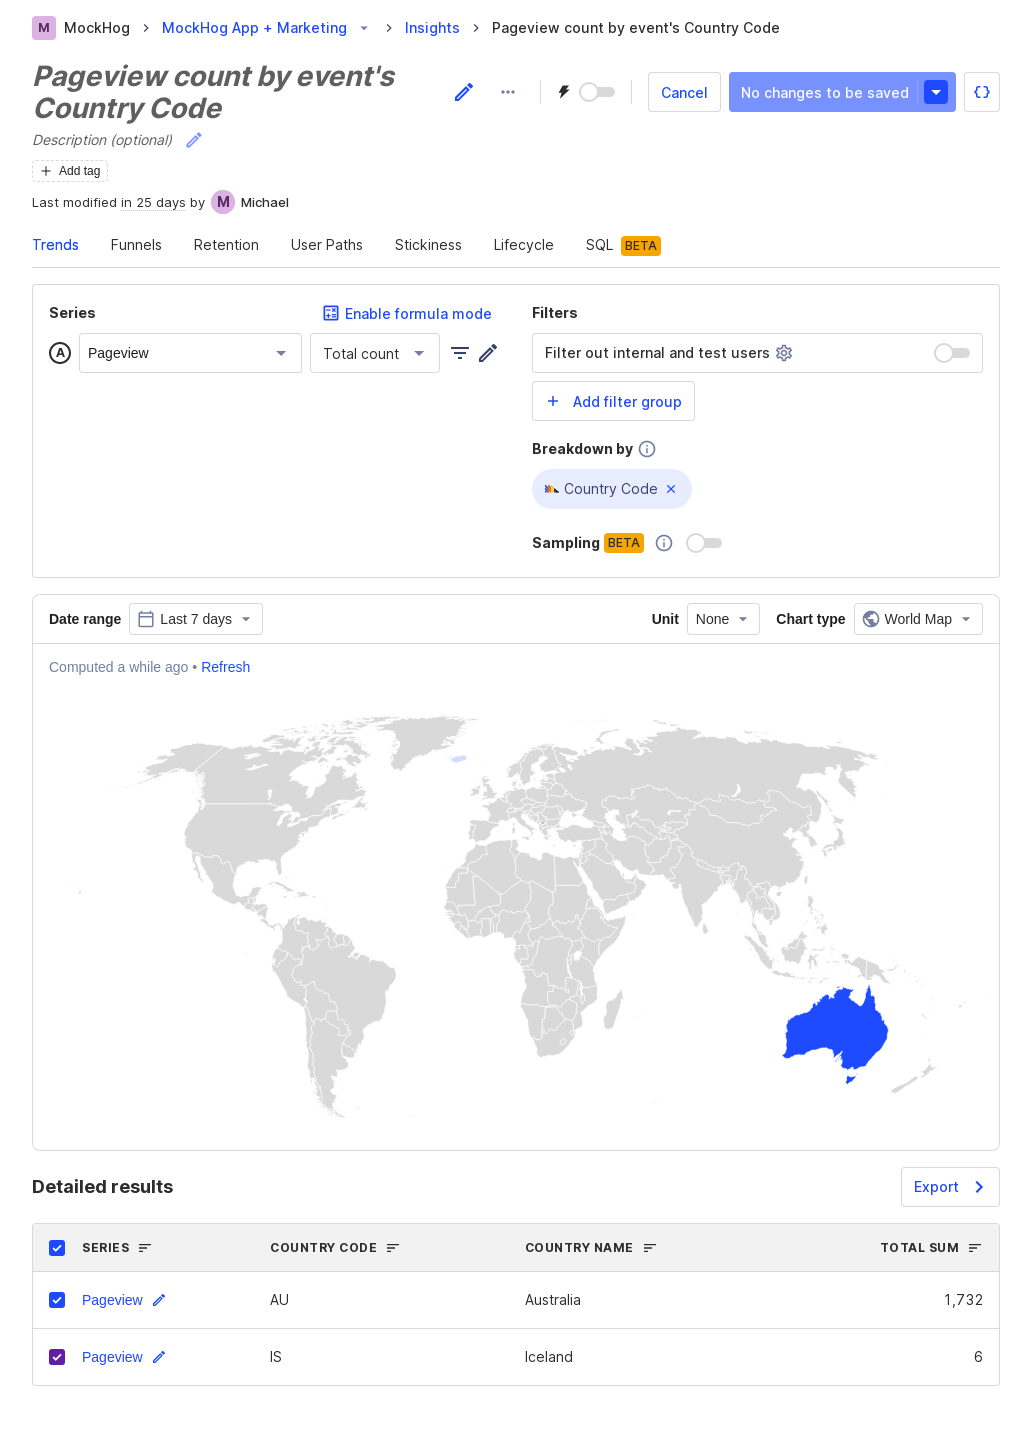 M MockHog > MockHog App + Marketing > Insights > Pageview count by event's Country Code
Pageview count by event's
Country Code
Cancel
No changes to be saved
Description (optional)
Add tag
Last modified in 25 days by M Michael
Trends Funnels Retention User Paths Stickiness Lifecycle SQL BETA
Series
Enable formula mode
A Pageview Total count
Filters
Filter out internal and test users
+ Add filter group
Breakdown by
Country Code
Sampling BETA
Date range Last 7 days Unit None Chart type World Map
Computed a while ago • Refresh
Detailed results Export
SERIES COUNTRY CODE COUNTRY NAME TOTAL SUM
Pageview AU Australia 1,732
Pageview IS Iceland 6